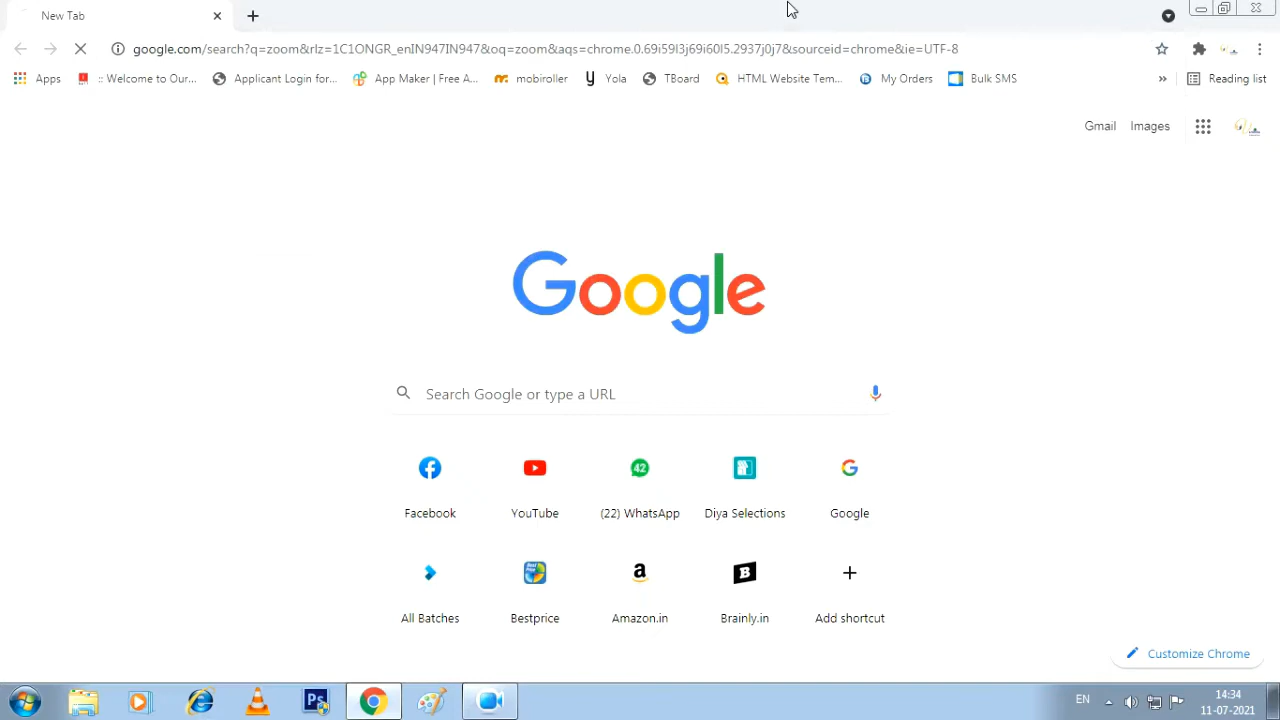 New Tab
google.com/search?q=zoom&rlz=1C1ONGR_enIN947IN947&oq=zoom&aqs=chrome.0.69i59l3j69i60l5.2937j0j7&sourceid=chrome&ie=UTF-8
Apps :: Welcome to Our... Applicant Login for... App Maker | Free A... mobiroller Yola TBoard HTML Website Tem... My Orders Bulk SMS » Reading list
Gmail Images
Google
Search Google or type a URL
42
Facebook YouTube (22) WhatsApp Diya Selections Google
All Batches Bestprice Amazon.in Brainly.in Add shortcut
Customize Chrome
Ps
EN
14:34
11-07-2021